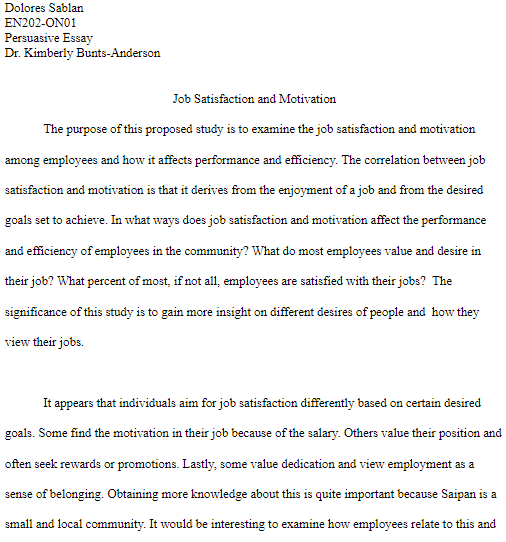 Dolores Sablan
EN202-ON01
Persuasive Essay
Dr. Kimberly Bunts-Anderson
Job Satisfaction and Motivation
The purpose of this proposed study is to examine the job satisfaction and motivation
among employees and how it affects performance and efficiency. The correlation between job
satisfaction and motivation is that it derives from the enjoyment of a job and from the desired
goals set to achieve. In what ways does job satisfaction and motivation affect the performance
and efficiency of employees in the community? What do most employees value and desire in
their job? What percent of most, if not all, employees are satisfied with their jobs?  The
significance of this study is to gain more insight on different desires of people and  how they
view their jobs.
It appears that individuals aim for job satisfaction differently based on certain desired
goals. Some find the motivation in their job because of the salary. Others value their position and
often seek rewards or promotions. Lastly, some value dedication and view employment as a
sense of belonging. Obtaining more knowledge about this is quite important because Saipan is a
small and local community. It would be interesting to examine how employees relate to this and